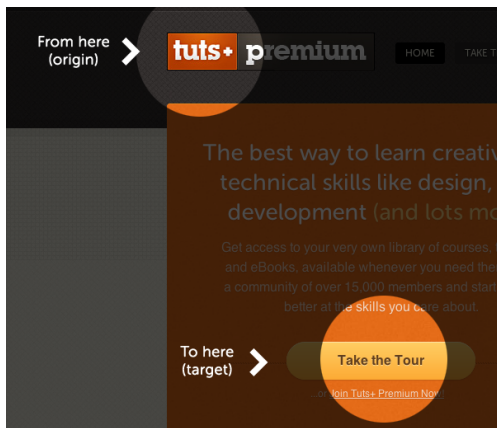 From here
(origin)
tuts+ premium
HOME
TAKE T
The best way to learn creativ
technical skills like design,
development (and lots mo
Get access to your very own library of courses,
and eBooks, available whenever you need the
a community of over 15,000 members and start
better at the skills you care about.
To here
(target)
Take the Tour
...or Join Tuts+ Premium Now!